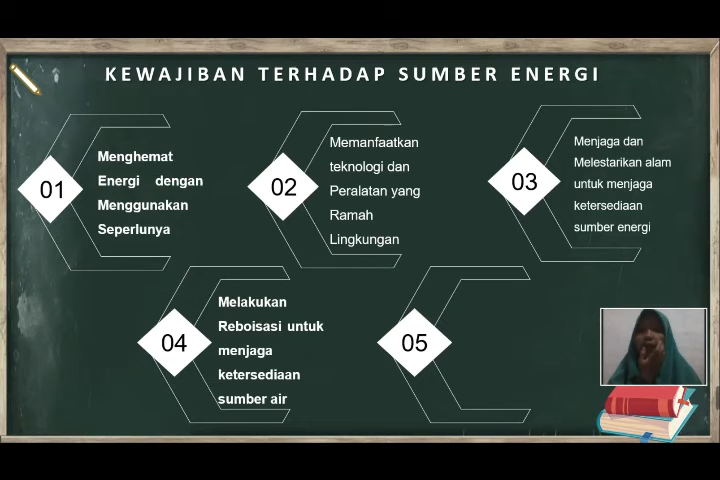 KEWAJIBAN TERHADAP SUMBER ENERGI
01
Menghemat
Energi dengan
Menggunakan
Seperlunya
02
Memanfaatkan
teknologi dan
Peralatan yang
Ramah
Lingkungan
03
Menjaga dan
Melestarikan alam
untuk menjaga
ketersediaan
sumber energi
04
Melakukan
Reboisasi untuk
menjaga
ketersediaan
sumber air
05